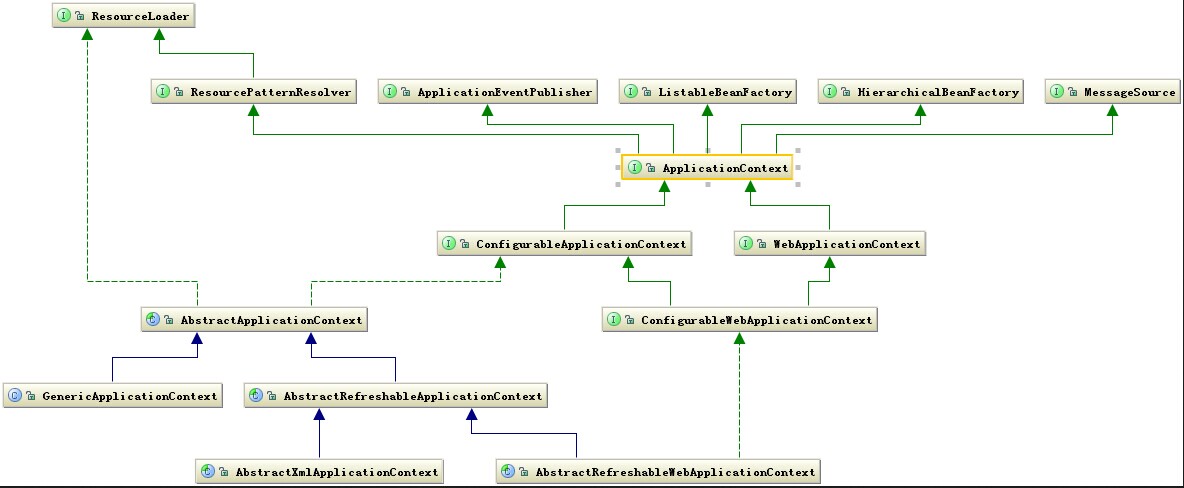 ResourceLoader
ResourcePatternResolver
ApplicationEventPublisher
ListableBeanFactory
HierarchicalBeanFactory
MessageSource
ApplicationContext
ConfigurableApplicationContext
WebApplicationContext
AbstractApplicationContext
ConfigurableWebApplicationContext
GenericApplicationContext
AbstractRefreshableApplicationContext
AbstractXmlApplicationContext
AbstractRefreshableWebApplicationContext